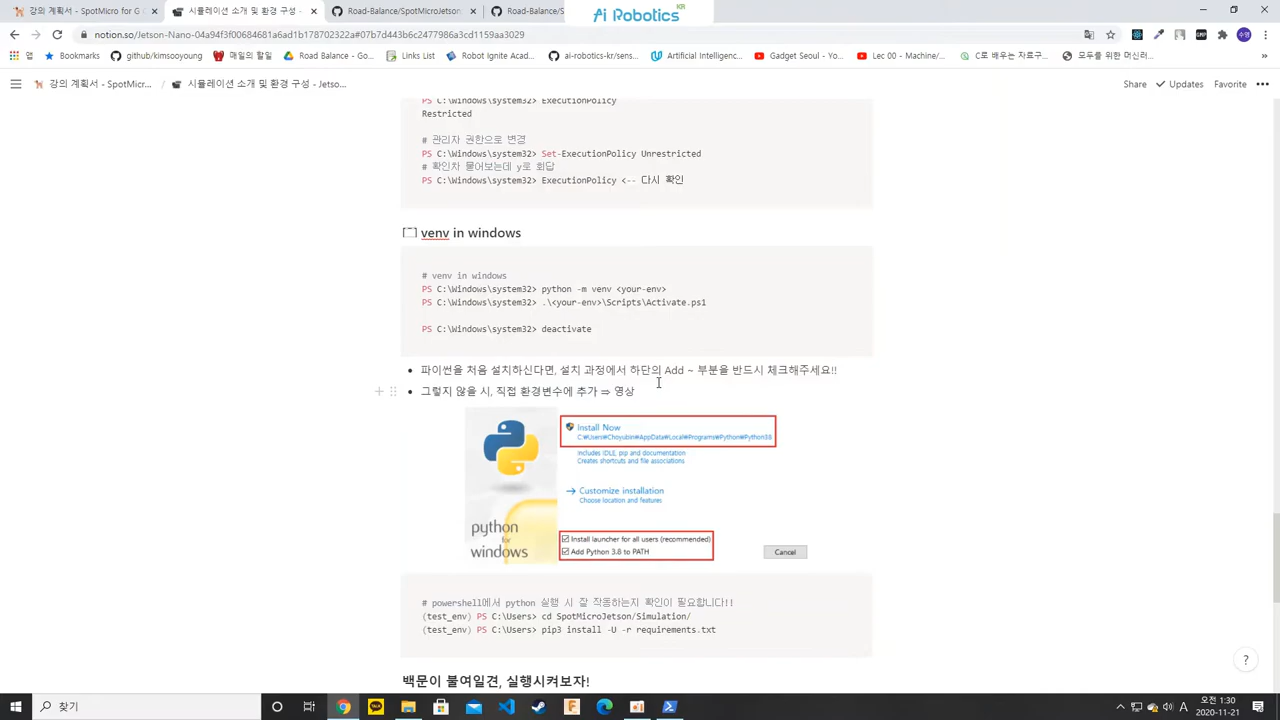 강의 계획서 - SpotMicro for G
시뮬레이션 소개 및 환경 구성 -
Road-Balance/SpotMicroJetson:
Road-Balance/S
KR
Ai Robotics
notion.so/Jetson-Nano-04a94f3fb0684681a6ad1b178702322a#07b7d443b6c2477986a3cd1159aa3029
앱
Bookmarks
github/kimsooyoung
매일의 할일
Road Balance - Go...
Link List
Robot Ignite Acad...
ai-robotics-kr/sens...
Artificial Intelligenc...
Gadget Seoul - Yo...
Lec 00 - Machine/...
C로 배우는 자료구...
모두를 위한 머신러...
강의 계획서 - SpotMicr...
/
시뮬레이션 소개 및 환경 구성 - Jetso...
Share
Updates
Favorite
PS C:\Windows\system32> ExecutionPolicy
Restricted
# 관리자 권한으로 변경
PS C:\Windows\system32> Set-ExecutionPolicy Unrestricted
# 확인차 물어보는데 y로 회답
PS C:\Windows\system32> ExecutionPolicy <-- 다시 확인
venv in windows
# venv in windows
PS C:\Windows\system32> python -m venv <your-env>
PS C:\Windows\system32> .\<your-env>\Scripts\Activate.ps1
PS C:\Windows\system32> deactivate
• 파이썬을 처음 설치하신다면, 설치 과정에서 하단의 Add ~ 부분을 반드시 체크해주세요!!
• 그렇지 않을 시, 직접 환경변수에 추가 ⇒ 영상
Install Now
C:₩Users₩Choyubin₩AppData₩Local₩Programs₩Python₩Python38
Includes IDLE, pip and documentation
Creates shortcuts and file associations
→ Customize installation
Choose location and features
python
for
windows
Install launcher for all users (recommended)
Add Python 3.8 to PATH
Cancel
# powershell에서 python 실행 시 잘 작동하는지 확인이 필요합니다!!
(test_env) PS C:\Users> cd SpotMicroJetson/Simulation/
(test_env) PS C:\Users> pip3 install -U -r requirements.txt
백문이 불여일견, 실행시켜보자!
?
찾기
A
오전 1:30
2020-11-21